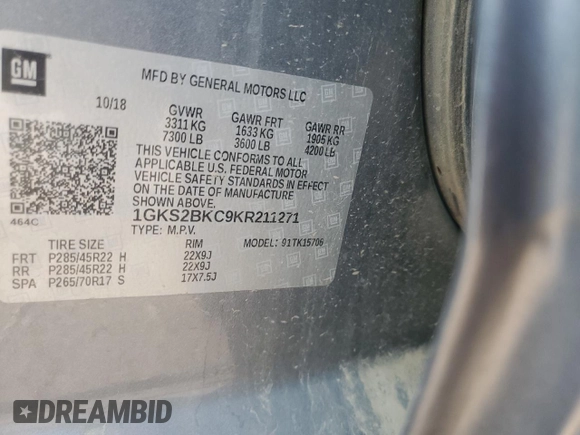 GM
MFD BY GENERAL MOTORS LLC
10/18 GVWR GAWR FRT GAWR RR
3311 KG 1633 KG 1905 KG
7300 LB 3600 LB 4200 LB
THIS VEHICLE CONFORMS TO ALL
APPLICABLE U.S. FEDERAL MOTOR
VEHICLE SAFETY STANDARDS IN EFFECT
ON THE DATE OF MANUFACTURE SHOWN ABOVE.
464C 1GKS2BKC9KR211271
TYPE: M.P.V. MODEL: 91TK15706
TIRE SIZE RIM
FRT P285/45R22 H 22X9J
RR P285/45R22 H 22X9J
SPA P265/70R17 S 17X7.5J
DREAMBID